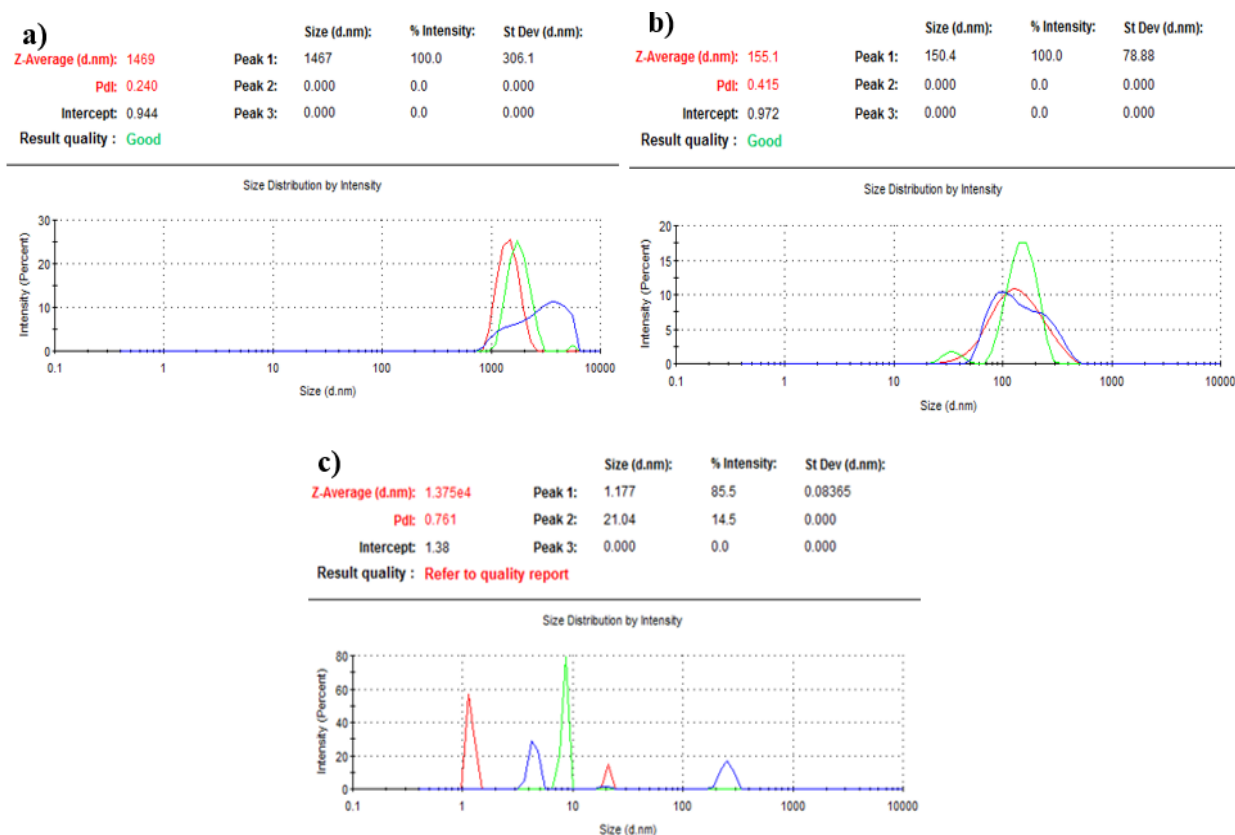 a)
Size (d.nm): % Intensity: St Dev (d.nm):
Z-Average (d.nm): 1469 Peak 1: 1467 100.0 306.1
PdI: 0.240 Peak 2: 0.000 0.0 0.000
Intercept: 0.944 Peak 3: 0.000 0.0 0.000
Result quality : Good
Size Distribution by Intensity
Intensity (Percent)
30
20
10
0
0.1 1 10 100 1000 10000
Size (d.nm)
b)
Size (d.nm): % Intensity: St Dev (d.nm):
Z-Average (d.nm): 155.1 Peak 1: 150.4 100.0 78.88
PdI: 0.415 Peak 2: 0.000 0.0 0.000
Intercept: 0.972 Peak 3: 0.000 0.0 0.000
Result quality : Good
Size Distribution by Intensity
Intensity (Percent)
20
15
10
5
0
0.1 1 10 100 1000 10000
Size (d.nm)
c)
Size (d.nm): % Intensity: St Dev (d.nm):
Z-Average (d.nm): 1.375e4 Peak 1: 1.177 85.5 0.08365
PdI: 0.761 Peak 2: 21.04 14.5 0.000
Intercept: 1.38 Peak 3: 0.000 0.0 0.000
Result quality : Refer to quality report
Size Distribution by Intensity
Intensity (Percent)
80
60
40
20
0
0.1 1 10 100 1000 10000
Size (d.nm)